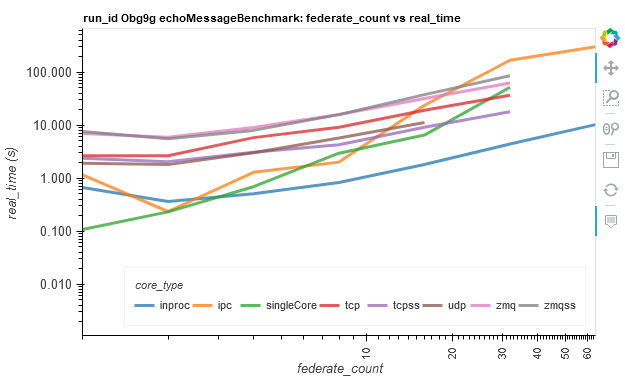 run_id Obg9g echoMessageBenchmark: federate_count vs real_time
real_time (s)
100.000
10.000
1.000
0.100
0.010
core_type
inproc ipc singleCore tcp tcpss udp zmq zmqss
10 20 30 40 50 60
federate_count